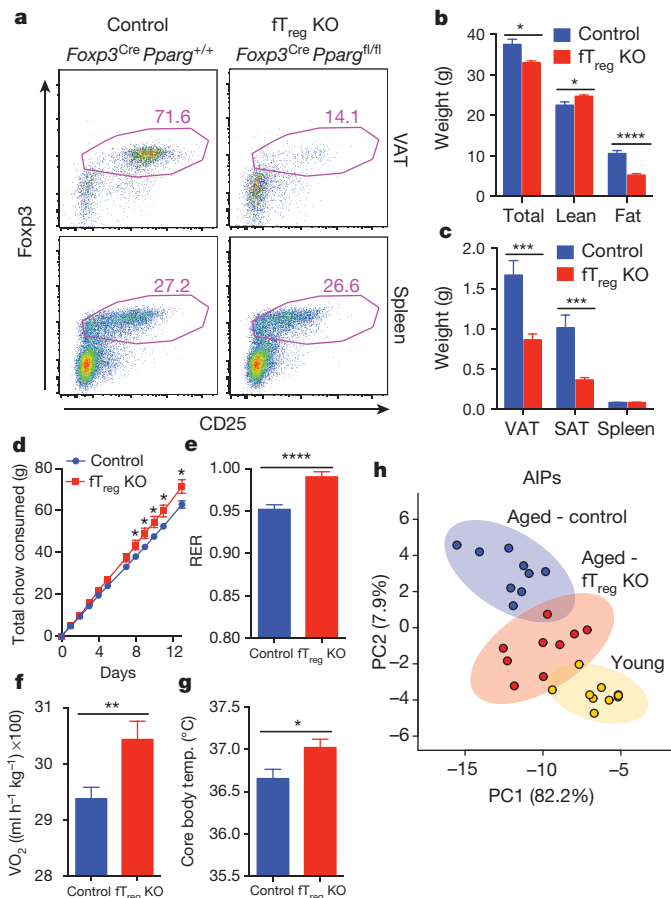 a
Control
fTreg KO
Foxp3Cre Pparg+/+
Foxp3Cre Ppargfl/fl
71.6
14.1
VAT
27.2
26.6
Spleen
Foxp3
CD25
b
Control
fTreg KO
Weight (g)
40
30
20
10
0
*
*
****
Total Lean Fat
c
Control
fTreg KO
Weight (g)
2.0
1.5
1.0
0.5
0
***
***
VAT SAT Spleen
d
Control
fTreg KO
Total chow consumed (g)
80
60
40
20
0
* * * * *
0 3 6 9 12
Days
e
RER
1.00
0.95
0.90
0.85
0.80
****
Control fTreg KO
f
VO2 ((ml h−1 kg−1) ×100)
31
30
29
28
**
Control fTreg KO
g
Core body temp. (°C)
37.5
37.0
36.5
36.0
*
Control fTreg KO
h
AIPs
Aged - control
Aged -
fTreg KO
Young
PC2 (7.9%)
6
4
2
0
−2
−4
−6
−15 −10 −5
PC1 (82.2%)